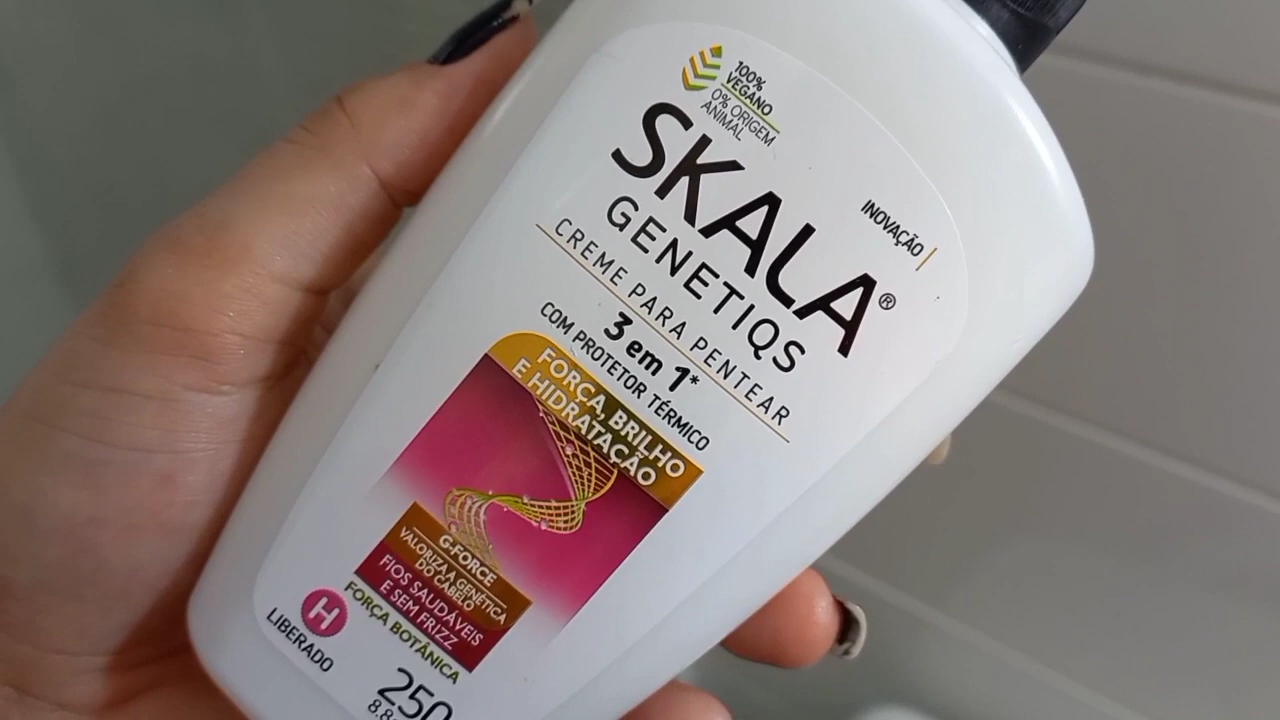 100%
VEGANO
0% ORIGEM
ANIMAL
SKALA®
GENETIQS
INOVAÇÃO
CREME PARA PENTEAR
3 em 1*
COM PROTETOR TÉRMICO
FORÇA, BRILHO
E HIDRATAÇÃO
G-FORCE
VALORIZA A GENÉTICA
DO CABELO
FIOS SAUDÁVEIS
E SEM FRIZZ
FORÇA BOTÂNICA
H
LIBERADO
250